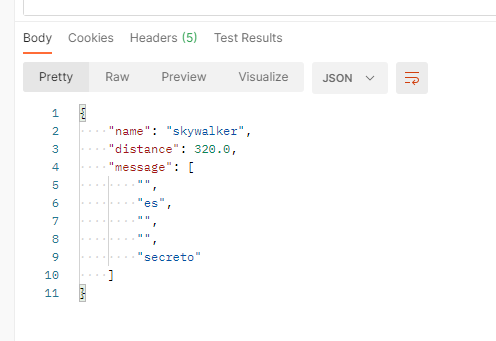 Body Cookies Headers (5) Test Results
Pretty Raw Preview Visualize JSON
1 {
2 "name": "skywalker",
3 "distance": 320.0,
4 "message": [
5 "",
6 "es",
7 "",
8 "",
9 "secreto"
10 ]
11 }